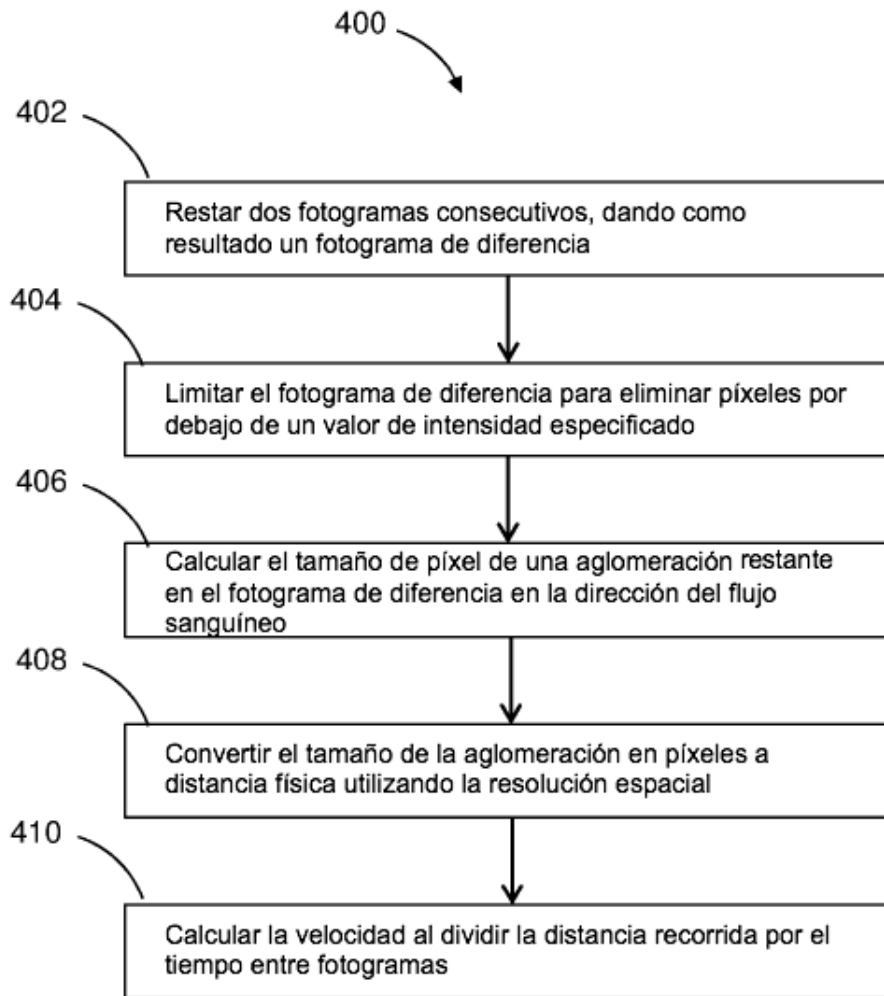 400
402
Restar dos fotogramas consecutivos, dando como
resultado un fotograma de diferencia
404
Limitar el fotograma de diferencia para eliminar píxeles por
debajo de un valor de intensidad especificado
406
Calcular el tamaño de píxel de una aglomeración restante
en el fotograma de diferencia en la dirección del flujo
sanguíneo
408
Convertir el tamaño de la aglomeración en píxeles a
distancia física utilizando la resolución espacial
410
Calcular la velocidad al dividir la distancia recorrida por el
tiempo entre fotogramas